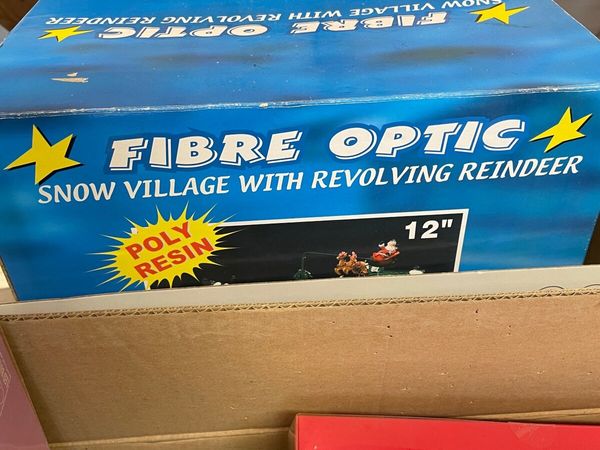 SNOW VILLAGE WITH REVOLVING REINDEER
FIBRE OPTIC
FIBRE OPTIC
SNOW VILLAGE WITH REVOLVING REINDEER
POLY
RESIN
12"